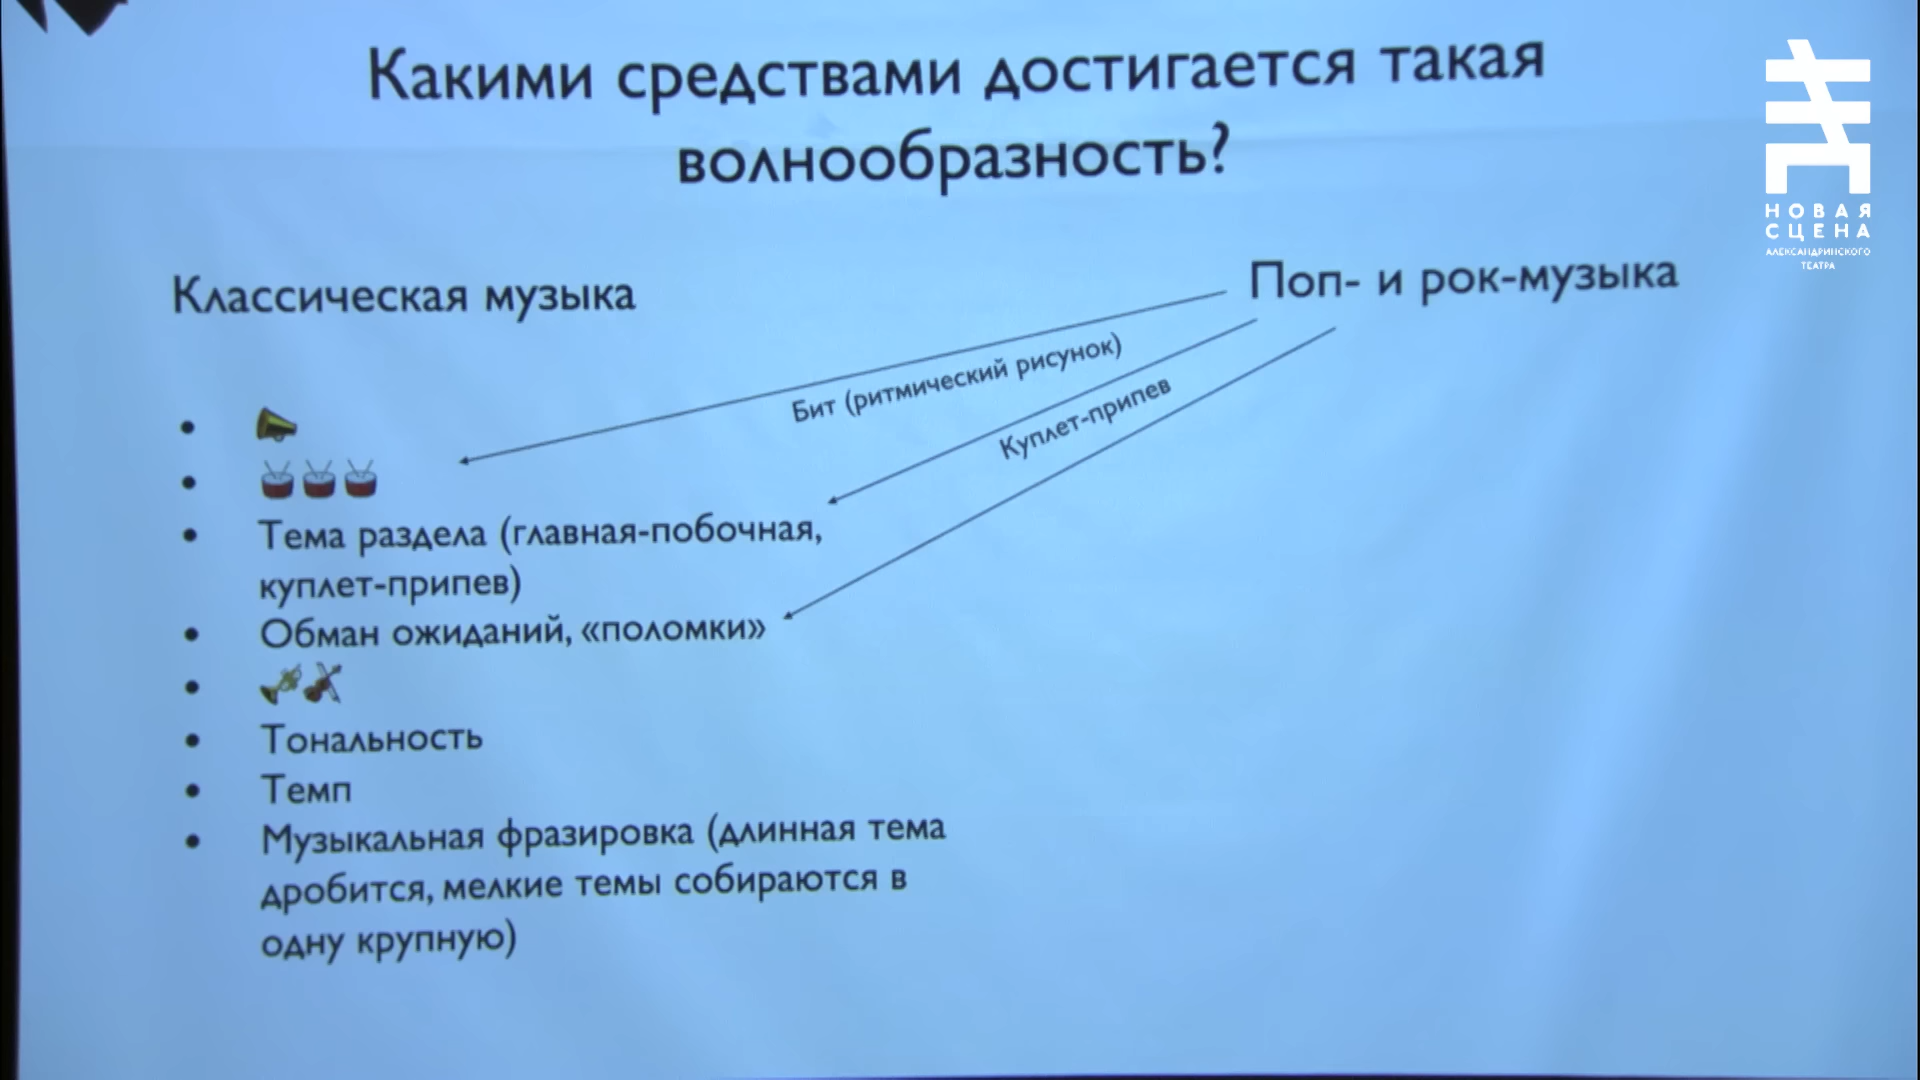 Какими средствами достигается такая
волнообразность?
НОВАЯ
СЦЕНА
АЛЕКСАНДРИНСКОГО
ТЕАТРА
Классическая музыка
Поп- и рок-музыка
Бит (ритмический рисунок)
Куплет-припев
Тема раздела (главная-побочная,
куплет-припев)
Обман ожиданий, «поломки»
Тональность
Темп
Музыкальная фразировка (длинная тема
дробится, мелкие темы собираются в
одну крупную)